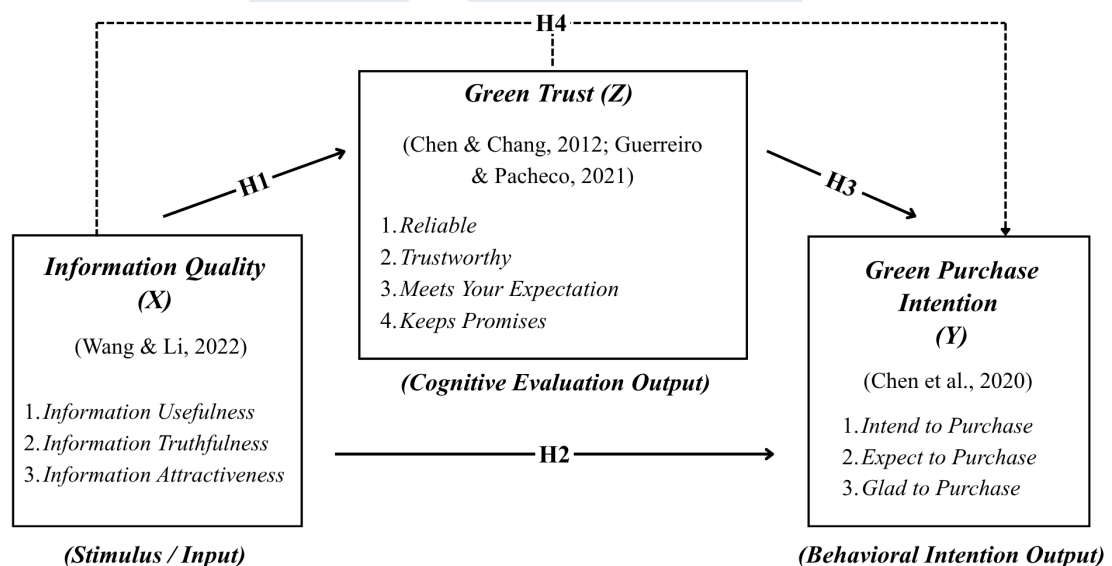 H4
Green Trust (Z)
(Chen & Chang, 2012; Guerreiro
& Pacheco, 2021)
1. Reliable
2. Trustworthy
3. Meets Your Expectation
4. Keeps Promises
(Cognitive Evaluation Output)
H1
H3
Information Quality
(X)
(Wang & Li, 2022)
1. Information Usefulness
2. Information Truthfulness
3. Information Attractiveness
(Stimulus / Input)
H2
Green Purchase
Intention
(Y)
(Chen et al., 2020)
1. Intend to Purchase
2. Expect to Purchase
3. Glad to Purchase
(Behavioral Intention Output)